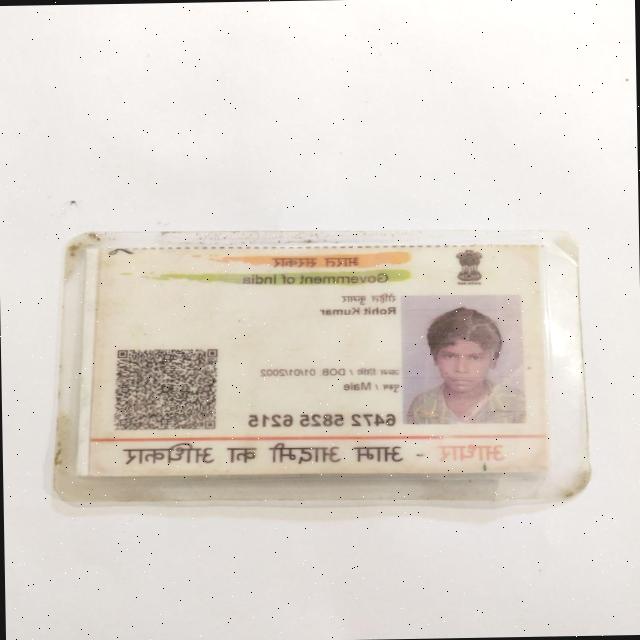 भारत सरकार
Government of India
रोहित कुमार
Rohit Kumar
जन्म तिथि / DOB 01/01/2002
पुरुष / Male
6472 5825 6215
आधार - आम आदमी का अधिकार